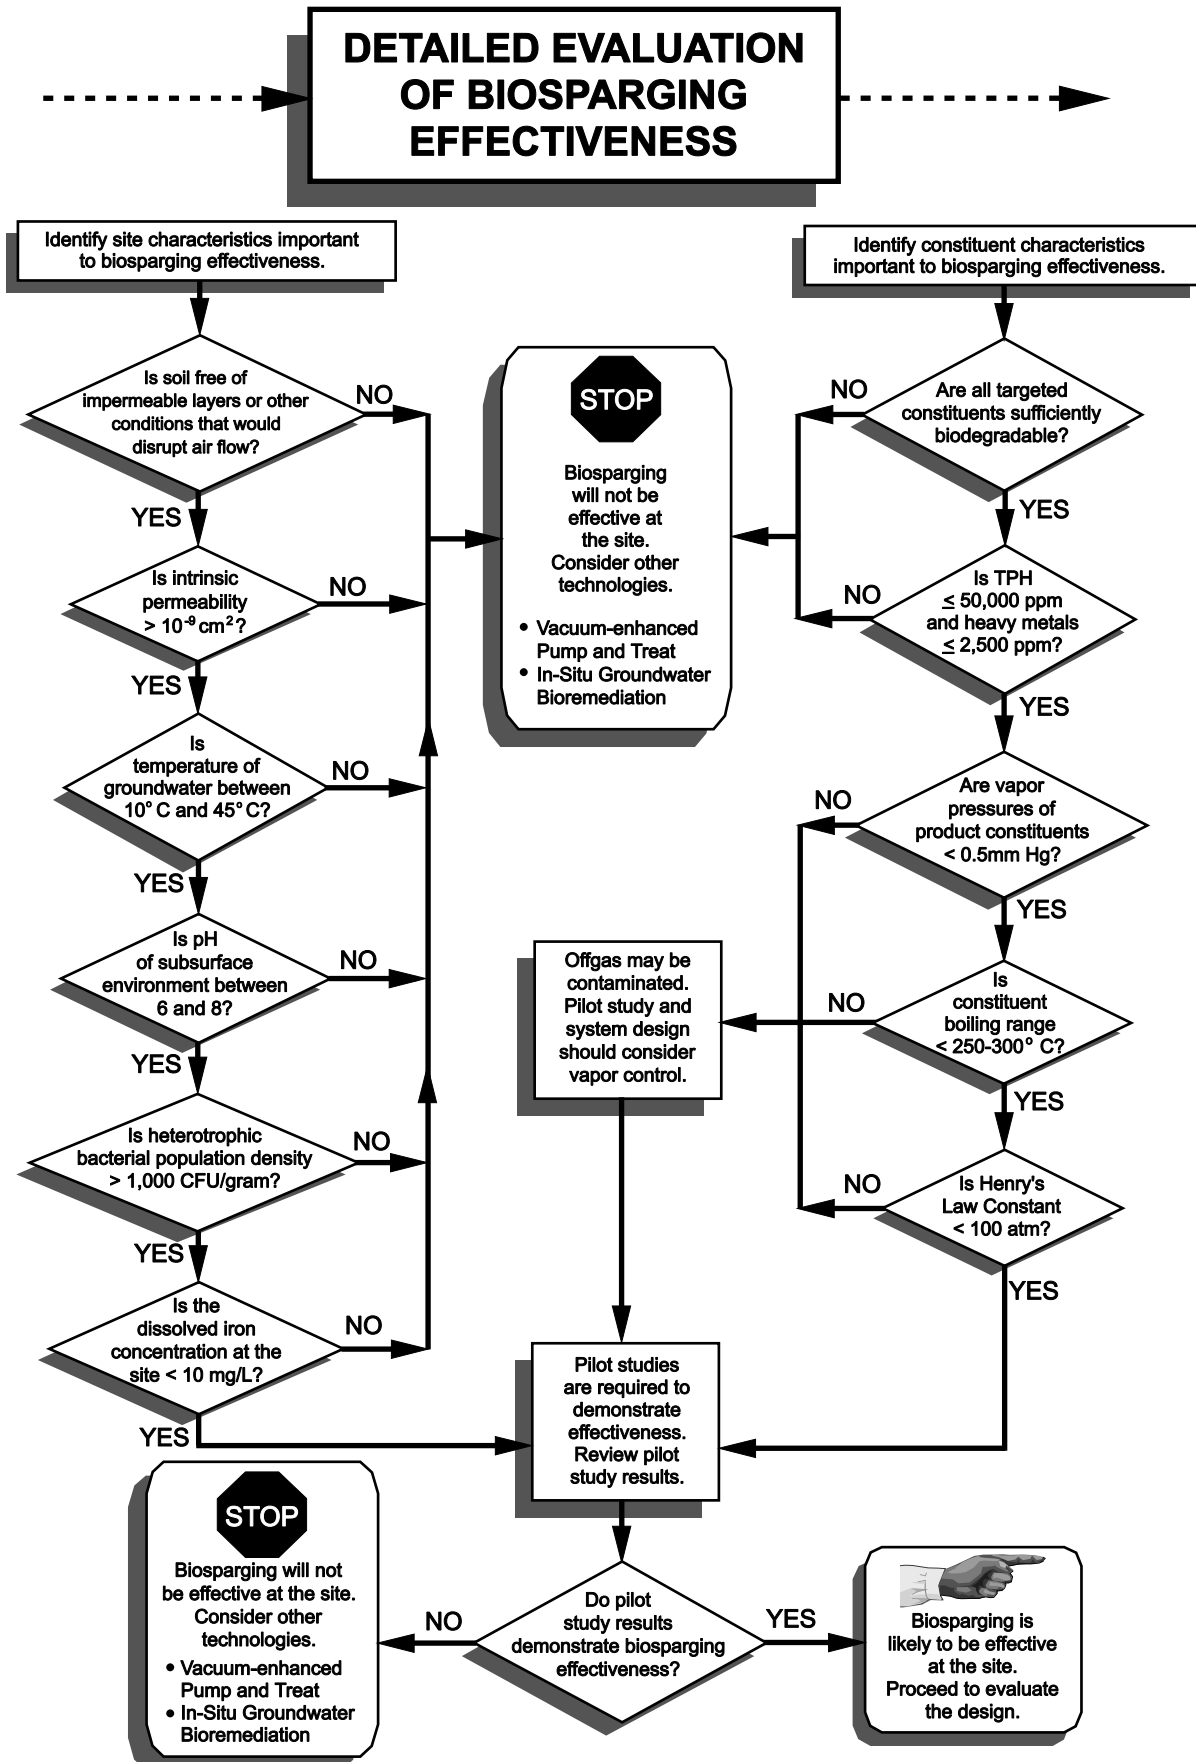 DETAILED EVALUATION
OF BIOSPARGING
EFFECTIVENESS
Identify site characteristics important
to biosparging effectiveness.
Is soil free of
impermeable layers or other
conditions that would
disrupt air flow?
NO
YES
Is intrinsic
permeability
> 10⁻⁹ cm²?
NO
YES
Is
temperature of
groundwater between
10° C and 45° C?
NO
YES
Is pH
of subsurface
environment between
6 and 8?
NO
YES
Is heterotrophic
bacterial population density
> 1,000 CFU/gram?
NO
YES
Is the
dissolved iron
concentration at the
site < 10 mg/L?
NO
YES
STOP
Biosparging
will not be
effective at
the site.
Consider other
technologies.
• Vacuum-enhanced
Pump and Treat
• In-Situ Groundwater
Bioremediation
Identify constituent characteristics
important to biosparging effectiveness.
Are all targeted
constituents sufficiently
biodegradable?
NO
YES
Is TPH
≤ 50,000 ppm
and heavy metals
≤ 2,500 ppm?
NO
YES
Are vapor
pressures of
product constituents
< 0.5mm Hg?
NO
YES
Is
constituent
boiling range
< 250-300° C?
NO
YES
Is Henry's
Law Constant
< 100 atm?
NO
YES
Offgas may be
contaminated.
Pilot study and
system design
should consider
vapor control.
Pilot studies
are required to
demonstrate
effectiveness.
Review pilot
study results.
Do pilot
study results
demonstrate biosparging
effectiveness?
NO
YES
STOP
Biosparging will not
be effective at the site.
Consider other
technologies.
• Vacuum-enhanced
Pump and Treat
• In-Situ Groundwater
Bioremediation
Biosparging is
likely to be effective
at the site.
Proceed to evaluate
the design.